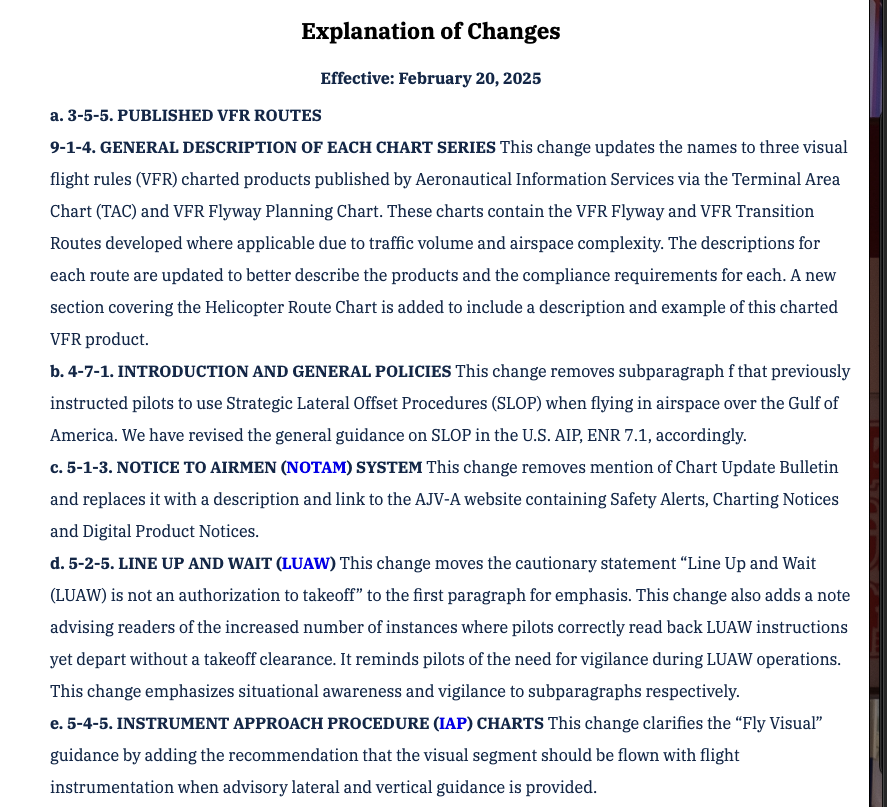 Explanation of Changes
Effective: February 20, 2025
a. 3-5-5. PUBLISHED VFR ROUTES
9-1-4. GENERAL DESCRIPTION OF EACH CHART SERIES This change updates the names to three visual
flight rules (VFR) charted products published by Aeronautical Information Services via the Terminal Area
Chart (TAC) and VFR Flyway Planning Chart. These charts contain the VFR Flyway and VFR Transition
Routes developed where applicable due to traffic volume and airspace complexity. The descriptions for
each route are updated to better describe the products and the compliance requirements for each. A new
section covering the Helicopter Route Chart is added to include a description and example of this charted
VFR product.
b. 4-7-1. INTRODUCTION AND GENERAL POLICIES This change removes subparagraph f that previously
instructed pilots to use Strategic Lateral Offset Procedures (SLOP) when flying in airspace over the Gulf of
America. We have revised the general guidance on SLOP in the U.S. AIP, ENR 7.1, accordingly.
c. 5-1-3. NOTICE TO AIRMEN (NOTAM) SYSTEM This change removes mention of Chart Update Bulletin
and replaces it with a description and link to the AJV-A website containing Safety Alerts, Charting Notices
and Digital Product Notices.
d. 5-2-5. LINE UP AND WAIT (LUAW) This change moves the cautionary statement “Line Up and Wait
(LUAW) is not an authorization to takeoff” to the first paragraph for emphasis. This change also adds a note
advising readers of the increased number of instances where pilots correctly read back LUAW instructions
yet depart without a takeoff clearance. It reminds pilots of the need for vigilance during LUAW operations.
This change emphasizes situational awareness and vigilance to subparagraphs respectively.
e. 5-4-5. INSTRUMENT APPROACH PROCEDURE (IAP) CHARTS This change clarifies the “Fly Visual”
guidance by adding the recommendation that the visual segment should be flown with flight
instrumentation when advisory lateral and vertical guidance is provided.